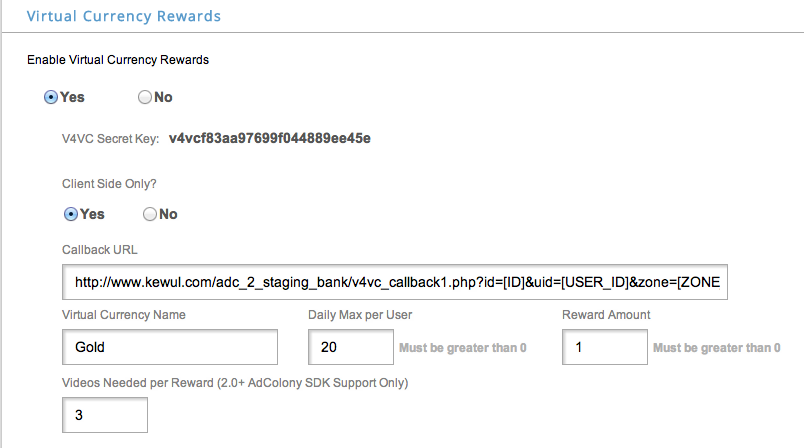 Virtual Currency Rewards
Enable Virtual Currency Rewards
Yes No
V4VC Secret Key: v4vcf83aa97699f044889ee45e
Client Side Only?
Yes No
Callback URL
http://www.kewul.com/adc_2_staging_bank/v4vc_callback1.php?id=[ID]&uid=[USER_ID]&zone=[ZONE
Virtual Currency Name Daily Max per User Reward Amount
Gold 20 Must be greater than 0 1 Must be greater than 0
Videos Needed per Reward (2.0+ AdColony SDK Support Only)
3